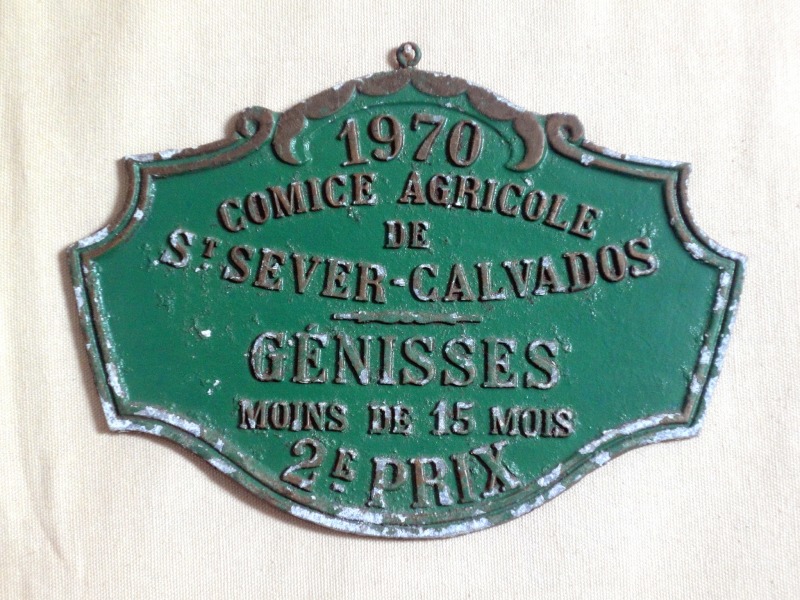 1970
COMICE AGRICOLE
DE
ST SEVER-CALVADOS
GÉNISSES
MOINS DE 15 MOIS
2E PRIX